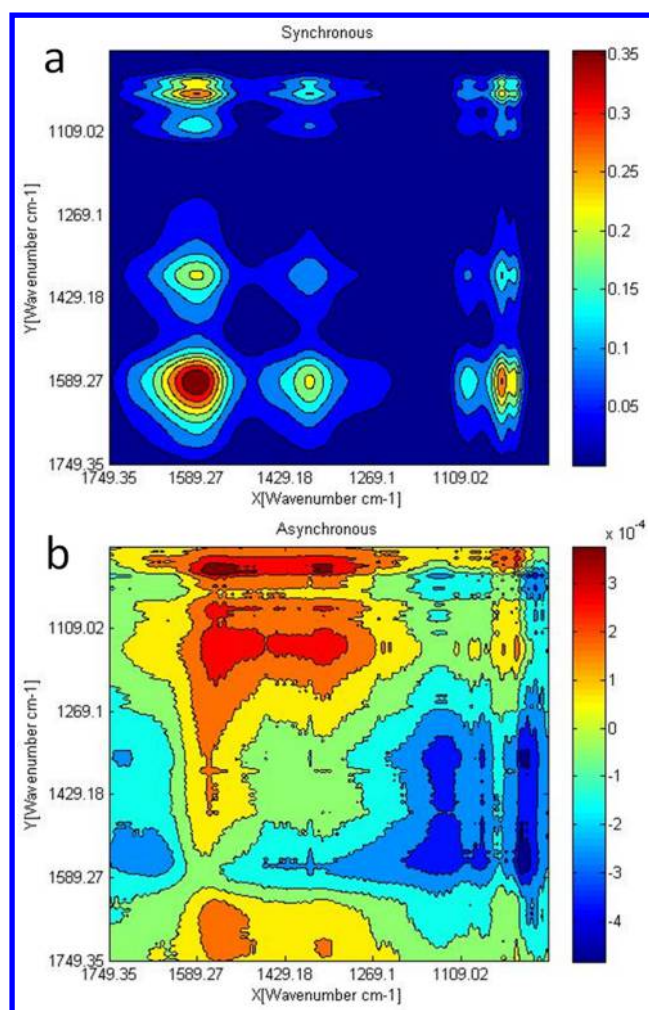 a
Synchronous
0.35
0.3
0.25
0.2
0.15
0.1
0.05
Y[Wavenumber cm-1]
1109.02
1269.1
1429.18
1589.27
1749.35
1749.35 1589.27 1429.18 1269.1 1109.02
X[Wavenumber cm-1]
b
Asynchronous
x 10⁻⁴
3
2
1
0
-1
-2
-3
-4
Y[Wavenumber cm-1]
1109.02
1269.1
1429.18
1589.27
1749.35
1749.35 1589.27 1429.18 1269.1 1109.02
X[Wavenumber cm-1]